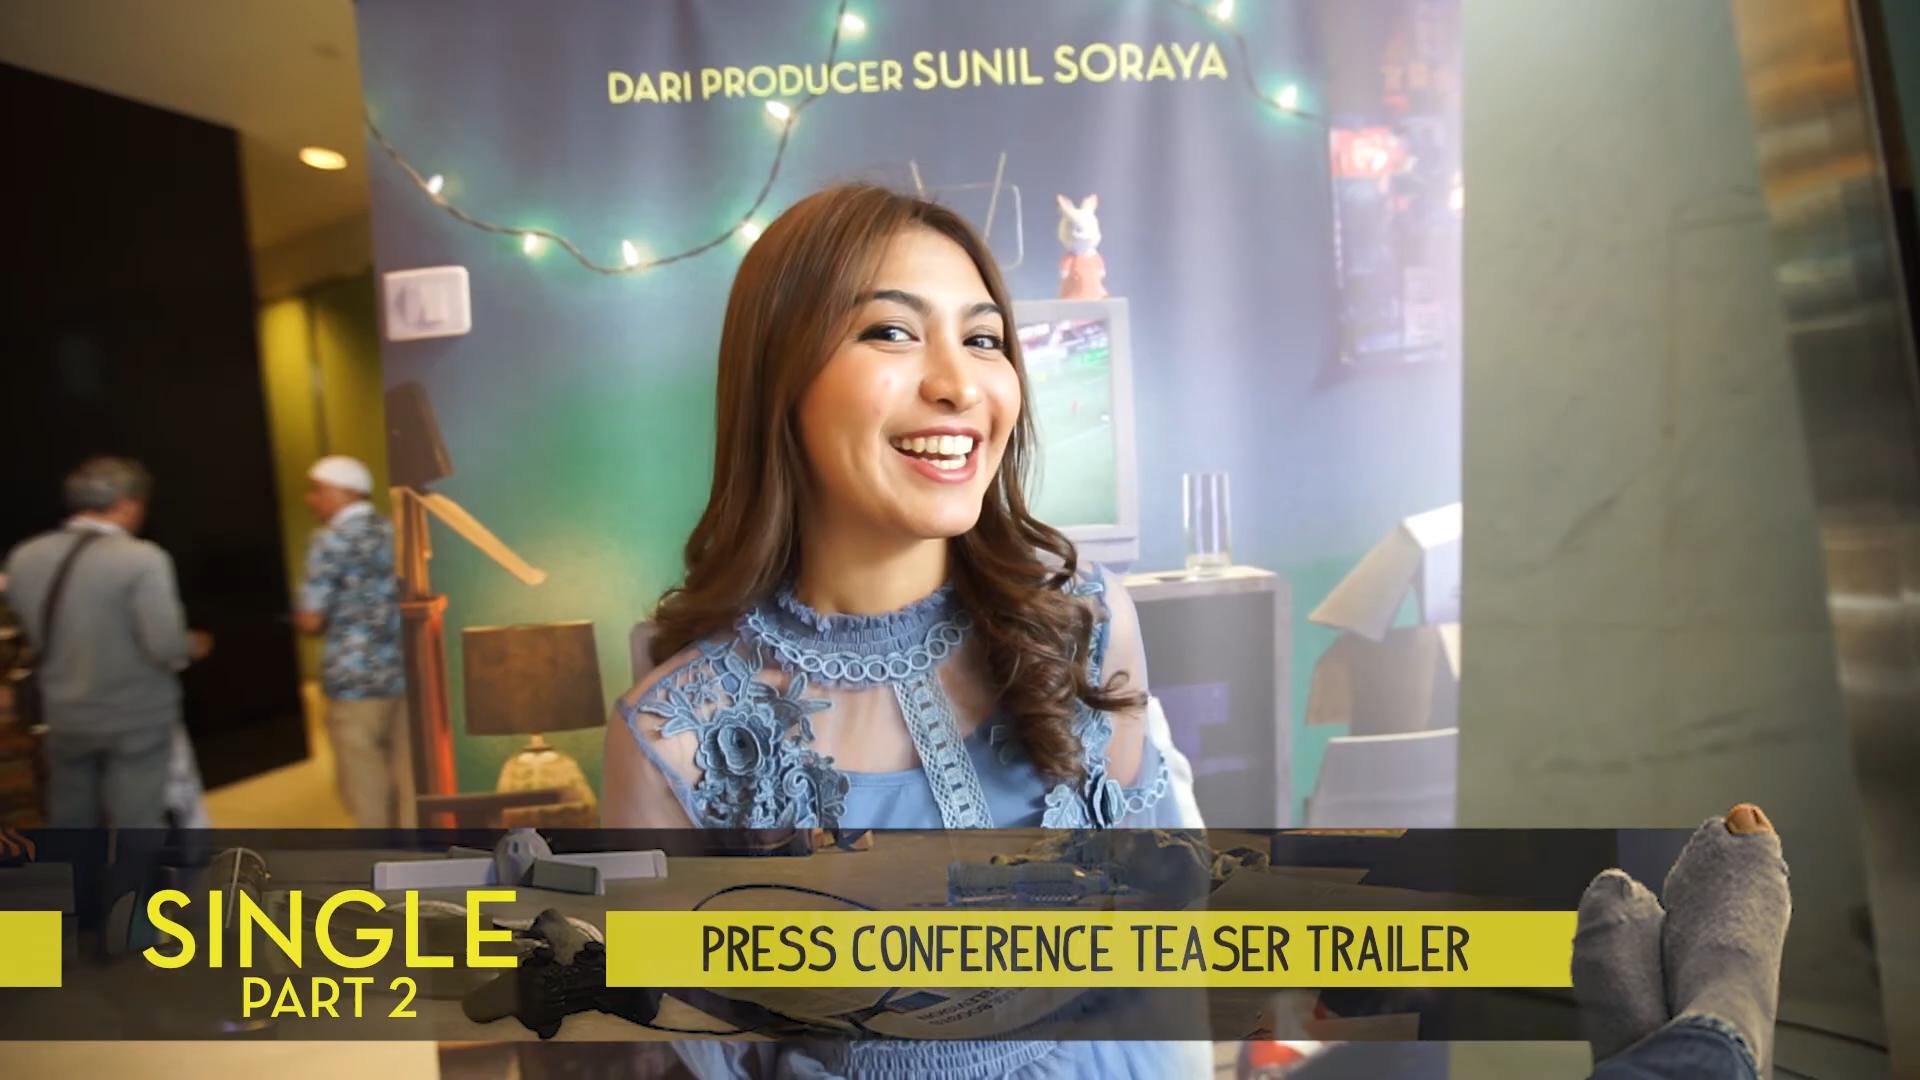 DARI PRODUCER SUNIL SORAYA
SINGLE
PART 2
PRESS CONFERENCE TEASER TRAILER